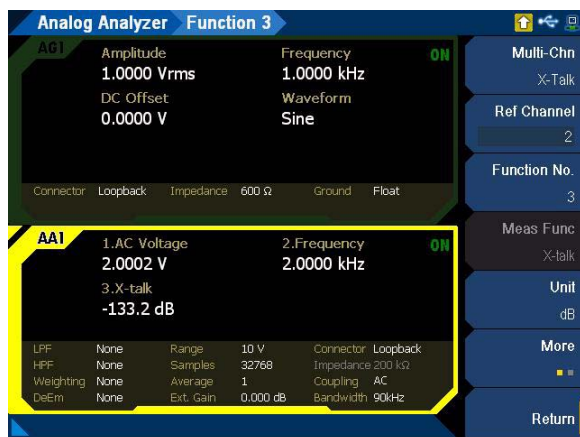 Analog Analyzer Function 3
AG1
Amplitude Frequency ON
1.0000 Vrms 1.0000 kHz
DC Offset Waveform
0.0000 V Sine
Connector Loopback Impedance 600 Ω Ground Float
AA1
1.AC Voltage 2.Frequency ON
2.0002 V 2.0000 kHz
3.X-talk
-133.2 dB
LPF None Range 10 V Connector Loopback
HPF None Samples 32768 Impedance 200 kΩ
Weighting None Average 1 Coupling AC
DeEm None Ext. Gain 0.000 dB Bandwidth 90kHz
Multi-Chn
X-Talk
Ref Channel
2
Function No.
3
Meas Func
X-talk
Unit
dB
More
Return